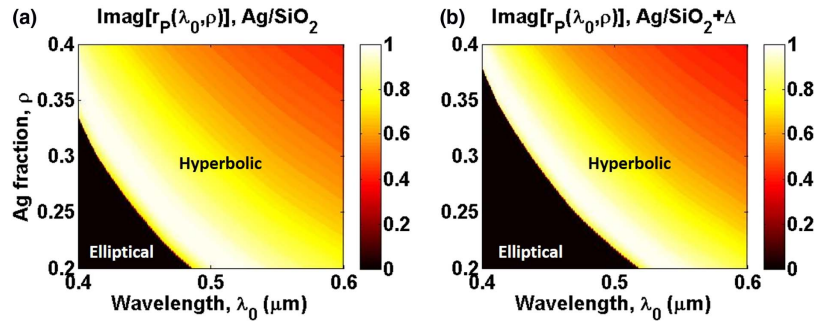 (a) Imag[r_P(λ_0,ρ)], Ag/SiO_2
Ag fraction, ρ
0.4
0.35
0.3
0.25
0.2
Hyperbolic
Elliptical
0.4 0.5 0.6
Wavelength, λ_0 (μm)
1
0.8
0.6
0.4
0.2
0
(b) Imag[r_P(λ_0,ρ)], Ag/SiO_2+Δ
0.4
0.35
0.3
0.25
0.2
Hyperbolic
Elliptical
0.4 0.5 0.6
Wavelength, λ_0 (μm)
1
0.8
0.6
0.4
0.2
0